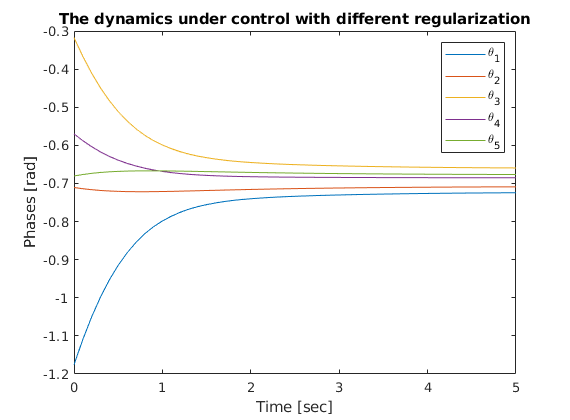 The dynamics under control with different regularization
-0.3
-0.4
-0.5
-0.6
-0.7
-0.8
-0.9
-1
-1.1
-1.2
Phases [rad]
0 1 2 3 4 5
Time [sec]
θ1
θ2
θ3
θ4
θ5